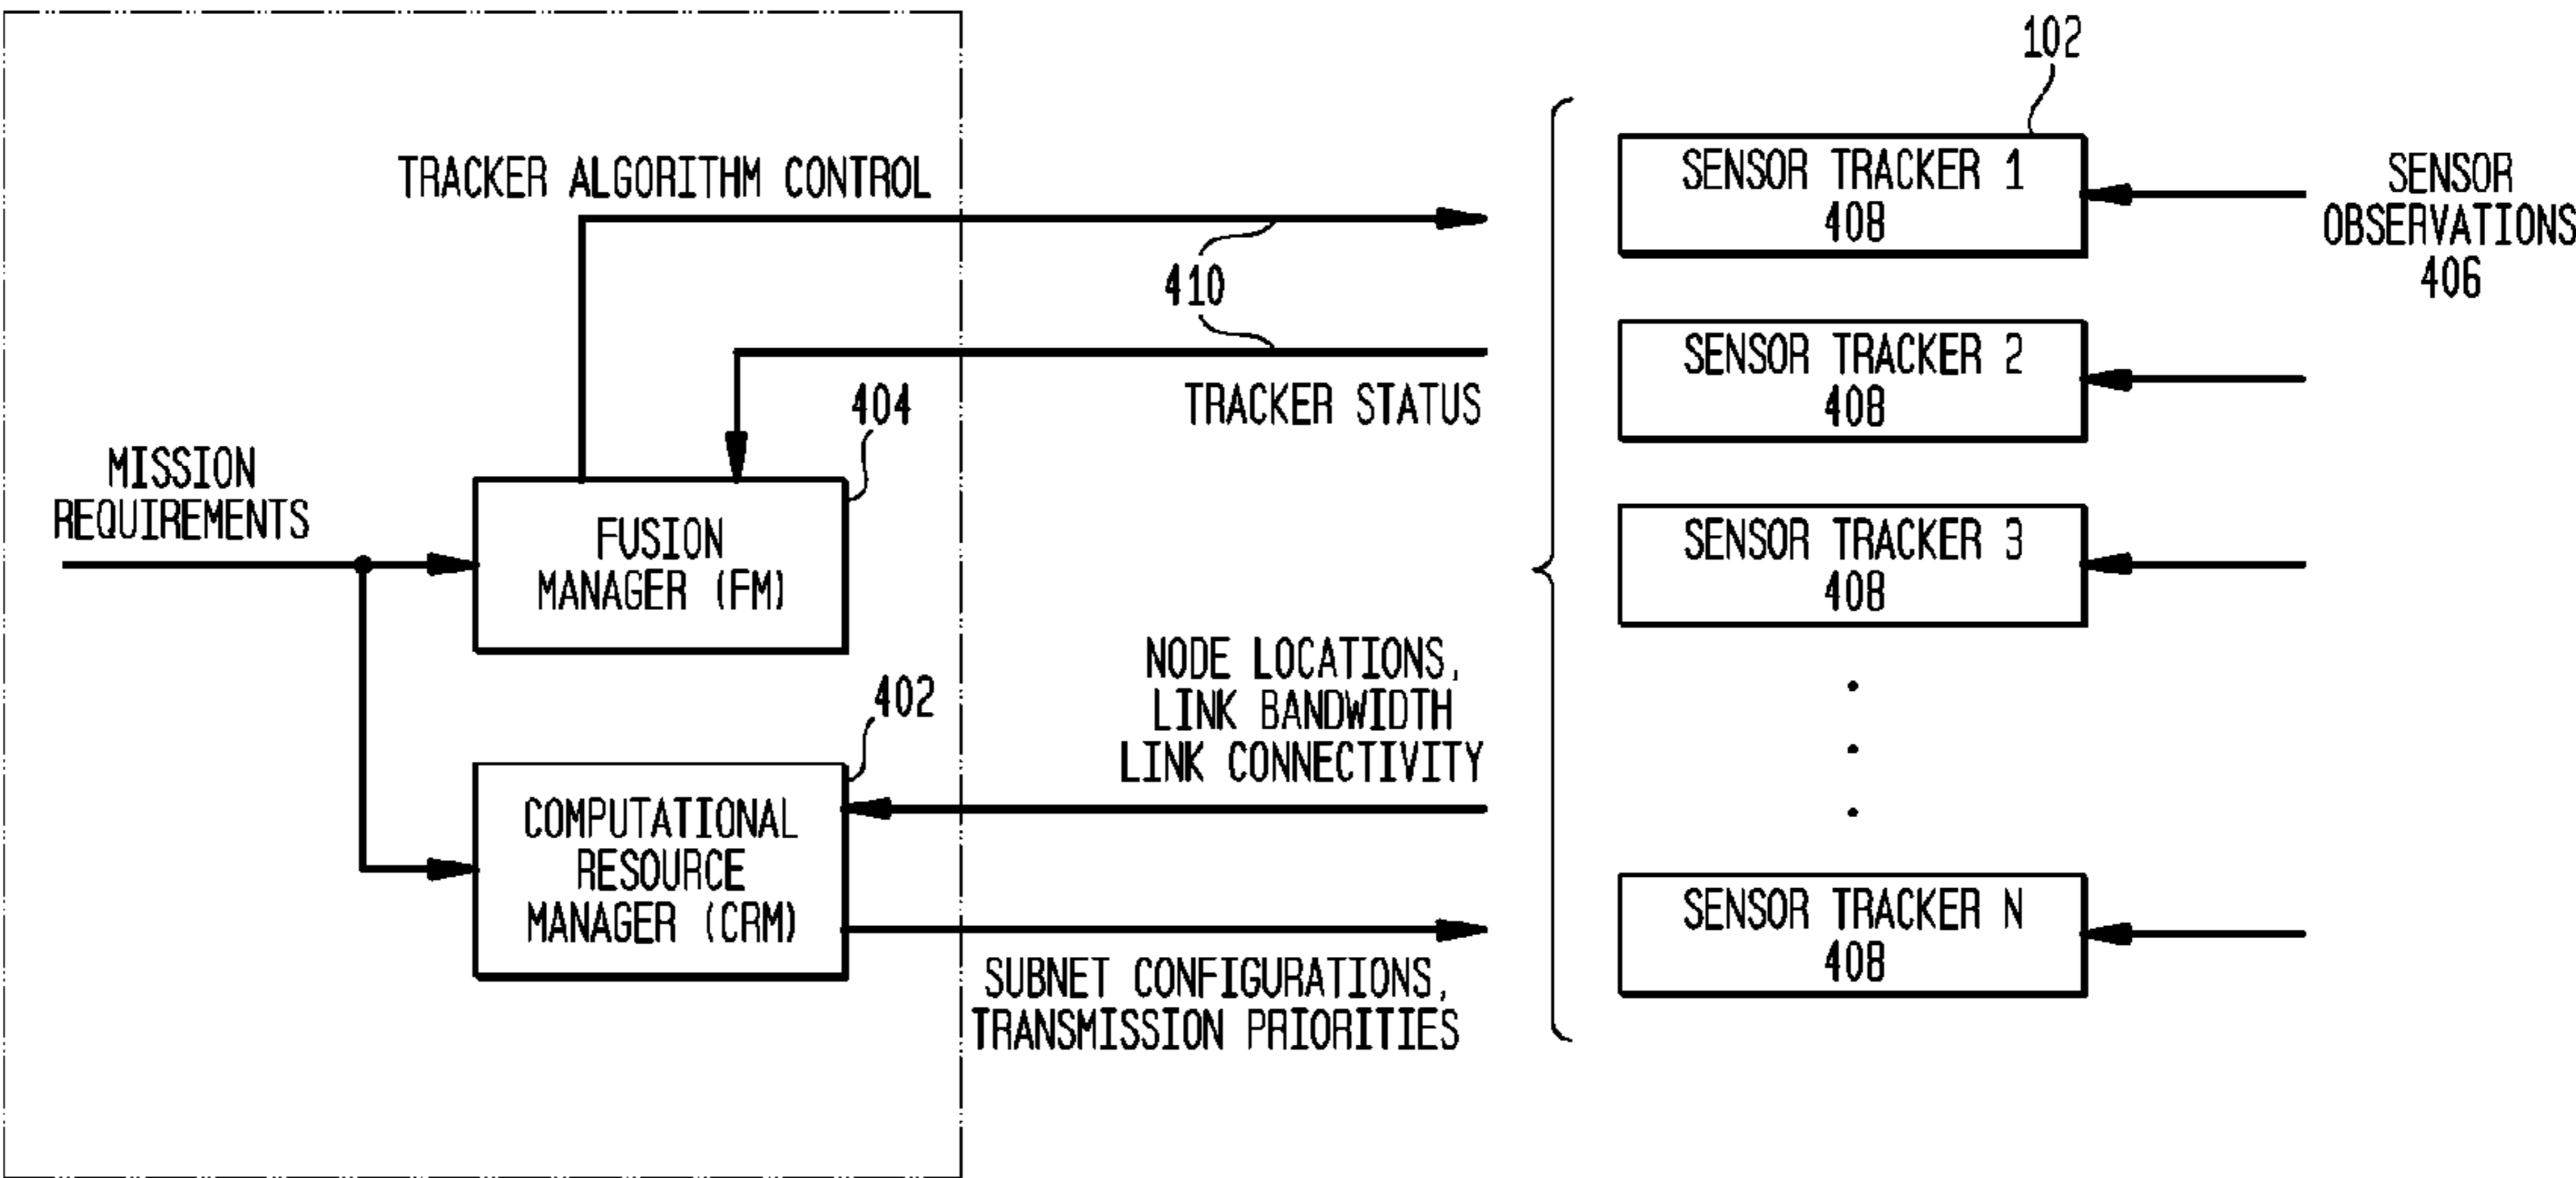 102
TRACKER ALGORITHM CONTROL
SENSOR TRACKER 1
408
SENSOR
OBSERVATIONS
406
410
SENSOR TRACKER 2
408
TRACKER STATUS
404
MISSION
REQUIREMENTS
FUSION
MANAGER (FM)
SENSOR TRACKER 3
408
NODE LOCATIONS,
LINK BANDWIDTH
LINK CONNECTIVITY
402
COMPUTATIONAL
RESOURCE
MANAGER (CRM)
SENSOR TRACKER N
408
SUBNET CONFIGURATIONS,
TRANSMISSION PRIORITIES